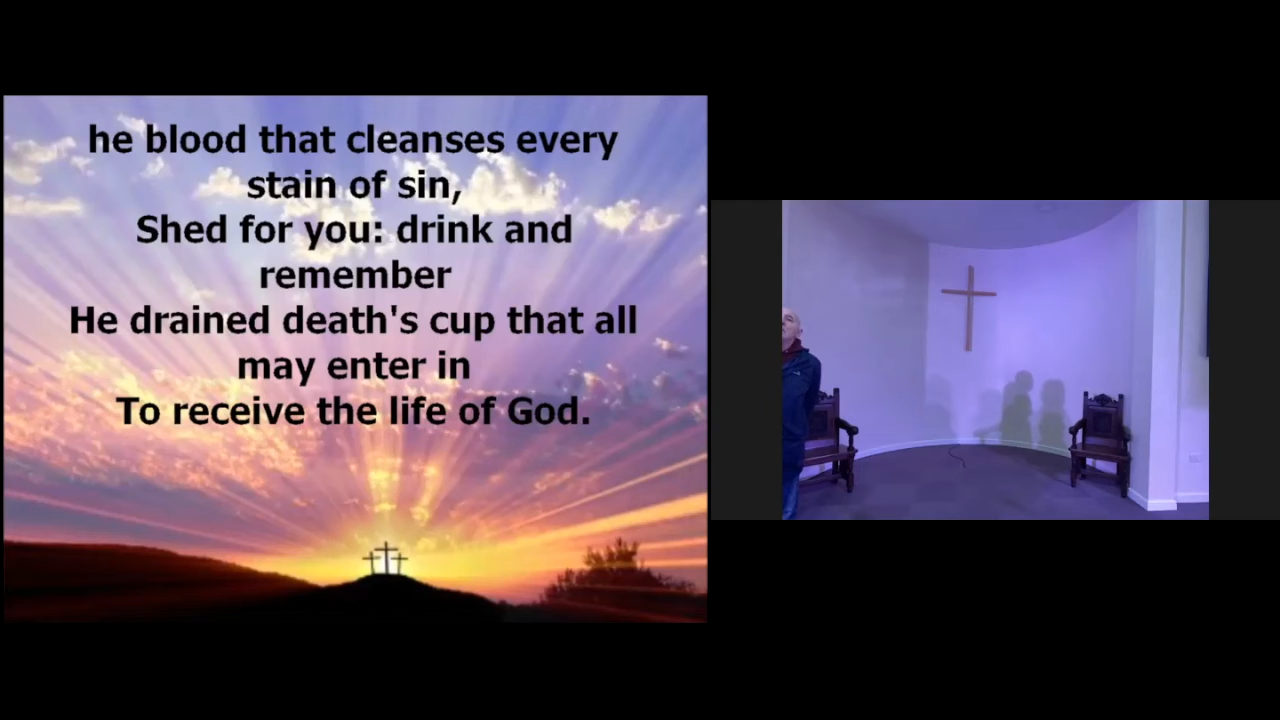 he blood that cleanses every
stain of sin,
Shed for you: drink and
remember
He drained death's cup that all
may enter in
To receive the life of God.